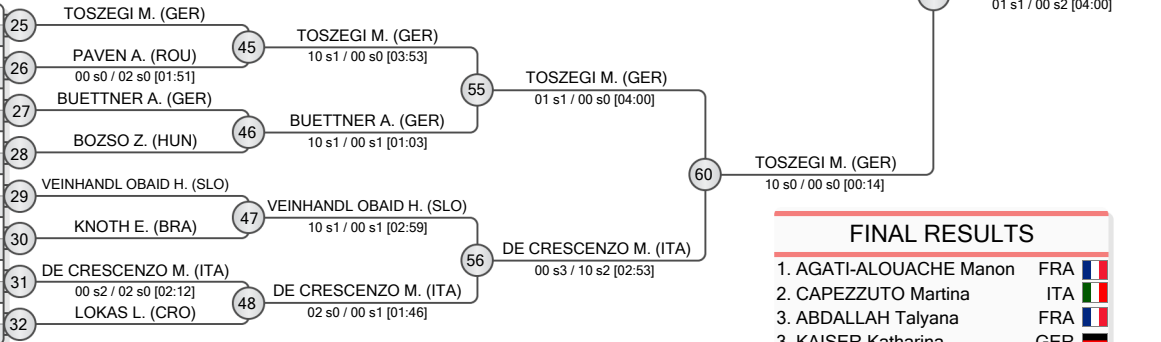 01 s1 / 00 s2 [04:00]
25
TOSZEGI M. (GER)
45
TOSZEGI M. (GER)
10 s1 / 00 s0 [03:53]
26
PAVEN A. (ROU)
00 s0 / 02 s0 [01:51]
55
TOSZEGI M. (GER)
01 s1 / 00 s0 [04:00]
27
BUETTNER A. (GER)
46
BUETTNER A. (GER)
10 s1 / 00 s1 [01:03]
28
BOZSO Z. (HUN)
60
TOSZEGI M. (GER)
10 s0 / 00 s0 [00:14]
29
VEINHANDL OBAID H. (SLO)
47
VEINHANDL OBAID H. (SLO)
10 s1 / 00 s1 [02:59]
30
KNOTH E. (BRA)
56
DE CRESCENZO M. (ITA)
00 s3 / 10 s2 [02:53]
31
DE CRESCENZO M. (ITA)
00 s2 / 02 s0 [02:12]
48
DE CRESCENZO M. (ITA)
02 s0 / 00 s1 [01:46]
32
LOKAS L. (CRO)
FINAL RESULTS
1. AGATI-ALOUACHE Manon FRA
2. CAPEZZUTO Martina ITA
3. ABDALLAH Talyana FRA
3. KAISER Katharina GER